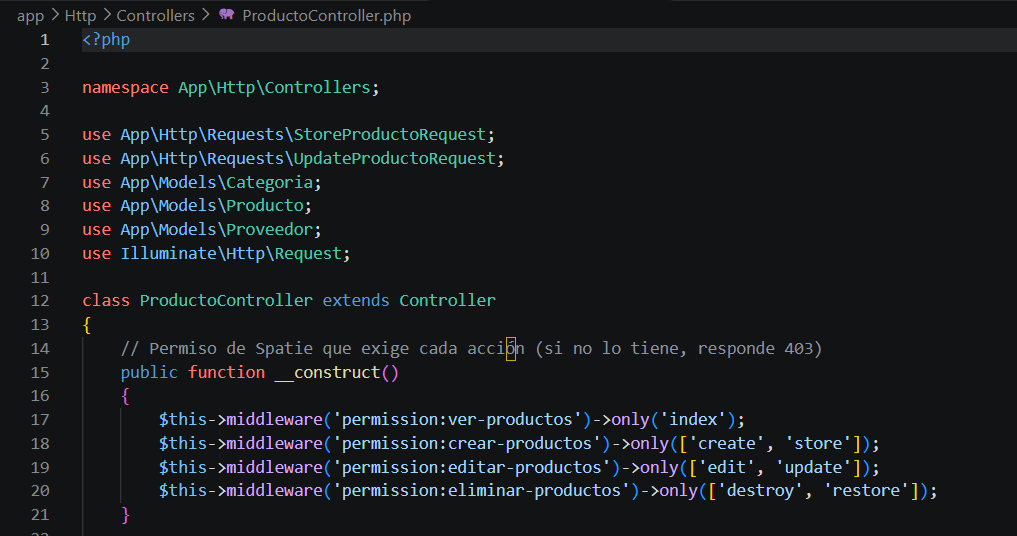 app > Http > Controllers > ProductoController.php
1 <?php
2
3 namespace App\Http\Controllers;
4
5 use App\Http\Requests\StoreProductoRequest;
6 use App\Http\Requests\UpdateProductoRequest;
7 use App\Models\Categoria;
8 use App\Models\Producto;
9 use App\Models\Proveedor;
10 use Illuminate\Http\Request;
11
12 class ProductoController extends Controller
13 {
14 // Permiso de Spatie que exige cada acción (si no lo tiene, responde 403)
15 public function __construct()
16 {
17 $this->middleware('permission:ver-productos')->only('index');
18 $this->middleware('permission:crear-productos')->only(['create', 'store']);
19 $this->middleware('permission:editar-productos')->only(['edit', 'update']);
20 $this->middleware('permission:eliminar-productos')->only(['destroy', 'restore']);
21 }